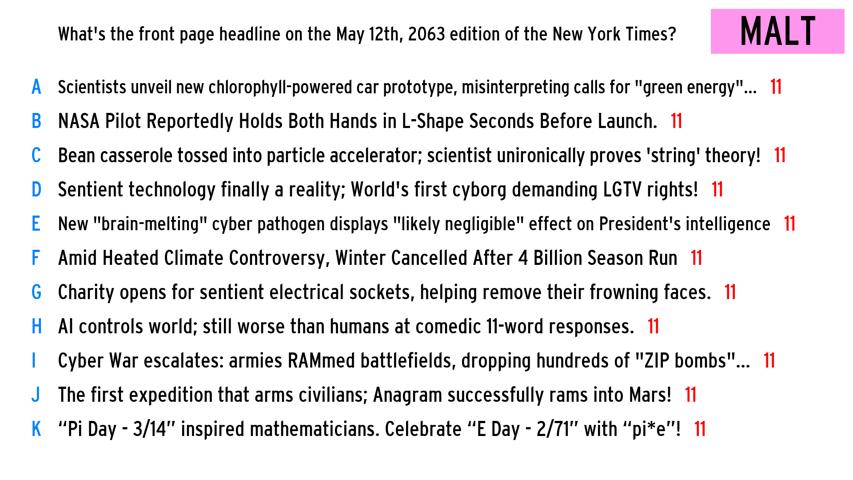 What's the front page headline on the May 12th, 2063 edition of the New York Times?
MALT
A Scientists unveil new chlorophyll-powered car prototype, misinterpreting calls for "green energy"... 11
B NASA Pilot Reportedly Holds Both Hands in L-Shape Seconds Before Launch. 11
C Bean casserole tossed into particle accelerator; scientist unironically proves 'string' theory! 11
D Sentient technology finally a reality; World's first cyborg demanding LGTV rights! 11
E New "brain-melting" cyber pathogen displays "likely negligible" effect on President's intelligence 11
F Amid Heated Climate Controversy, Winter Cancelled After 4 Billion Season Run 11
G Charity opens for sentient electrical sockets, helping remove their frowning faces. 11
H AI controls world; still worse than humans at comedic 11-word responses. 11
I Cyber War escalates: armies RAMmed battlefields, dropping hundreds of "ZIP bombs"... 11
J The first expedition that arms civilians; Anagram successfully rams into Mars! 11
K “Pi Day - 3/14” inspired mathematicians. Celebrate “E Day - 2/71” with “pi*e”! 11